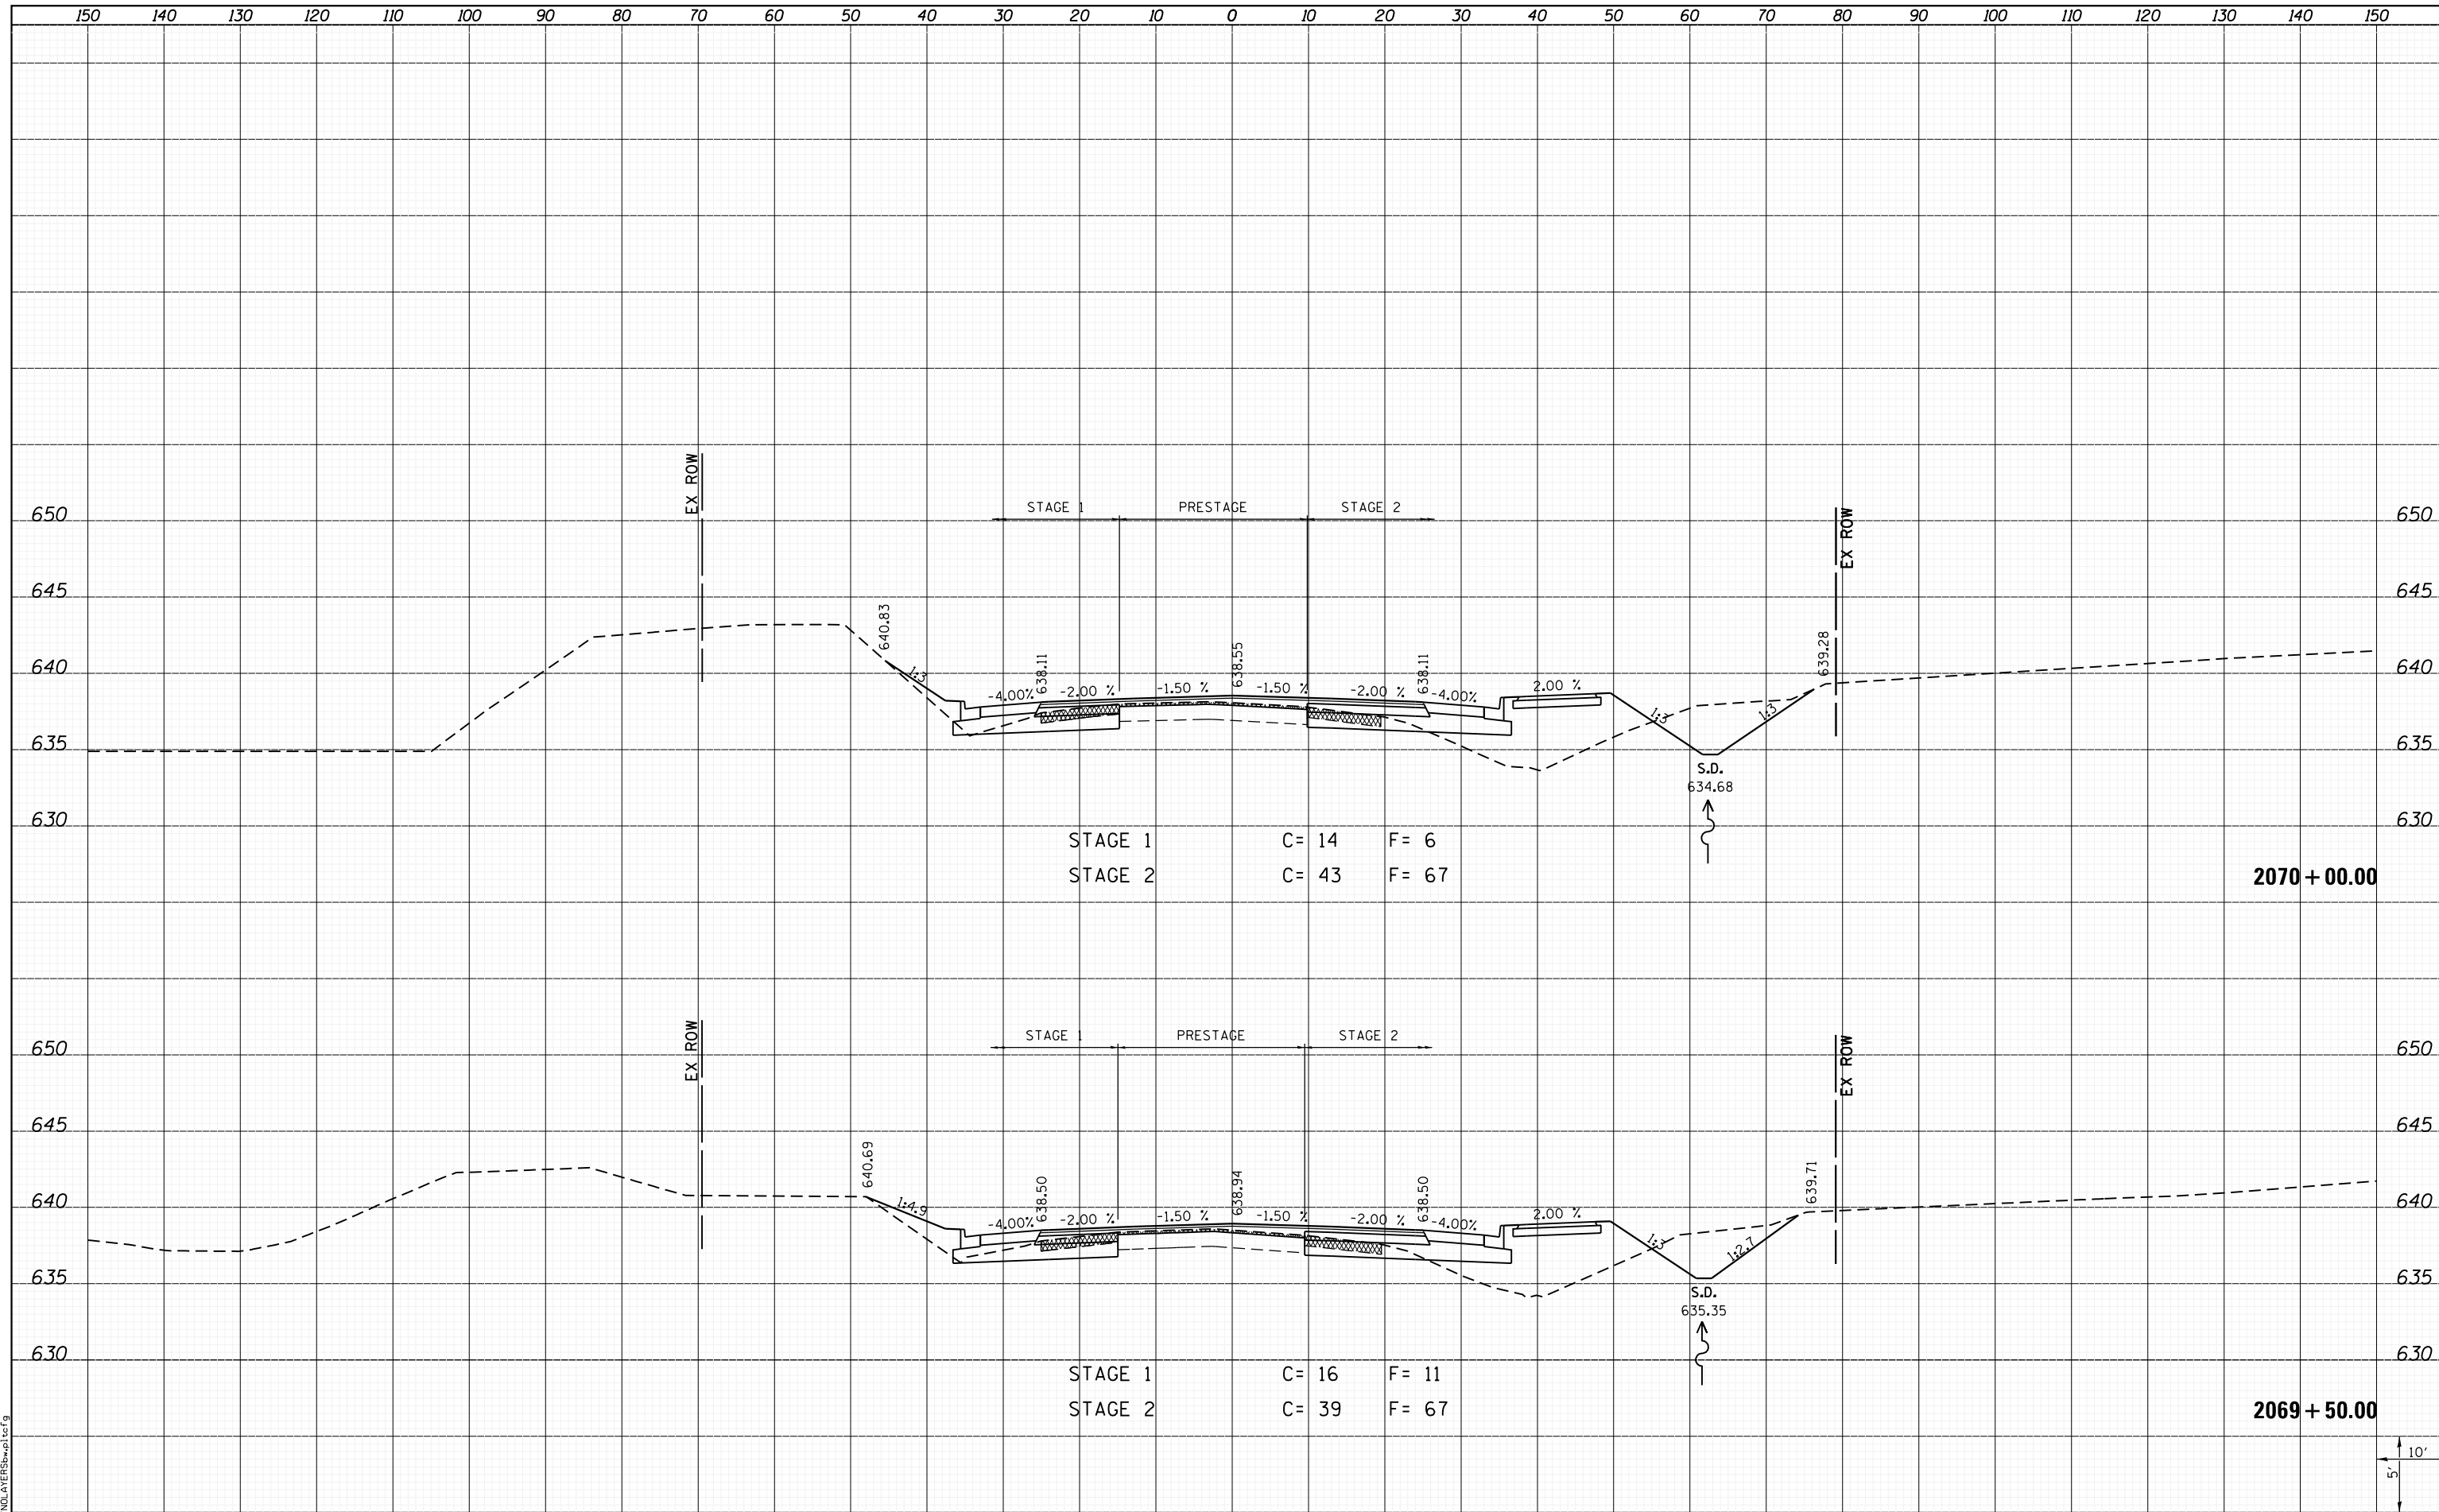 150 140 130 120 110 100 90 80 70 60 50 40 30 20 10 0 10 20 30 40 50 60 70 80 90 100 110 120 130 140 150
EX ROW
STAGE 1 PRESTAGE STAGE 2
EX ROW
650 650
645 645
640.83
638.11
638.55
638.11
639.28
640 640
1:3 -4.00% -2.00 % -1.50 % -1.50 % -2.00 % -4.00% 2.00 % 1:3 1:3
635 635
S.D.
634.68
630 630
STAGE 1 C= 14 F= 6
STAGE 2 C= 43 F= 67
2070+00.00
EX ROW
STAGE 1 PRESTAGE STAGE 2
EX ROW
650 650
645 645
640.69
638.50
638.94
638.50
639.71
640 640
1:4.9 -4.00% -2.00 % -1.50 % -1.50 % -2.00 % -4.00% 2.00 % 1:3 1:2.7
635 635
S.D.
635.35
630 630
STAGE 1 C= 16 F= 11
STAGE 2 C= 39 F= 67
2069+50.00
10'
5'
NOLAYERSbw.pltcfg